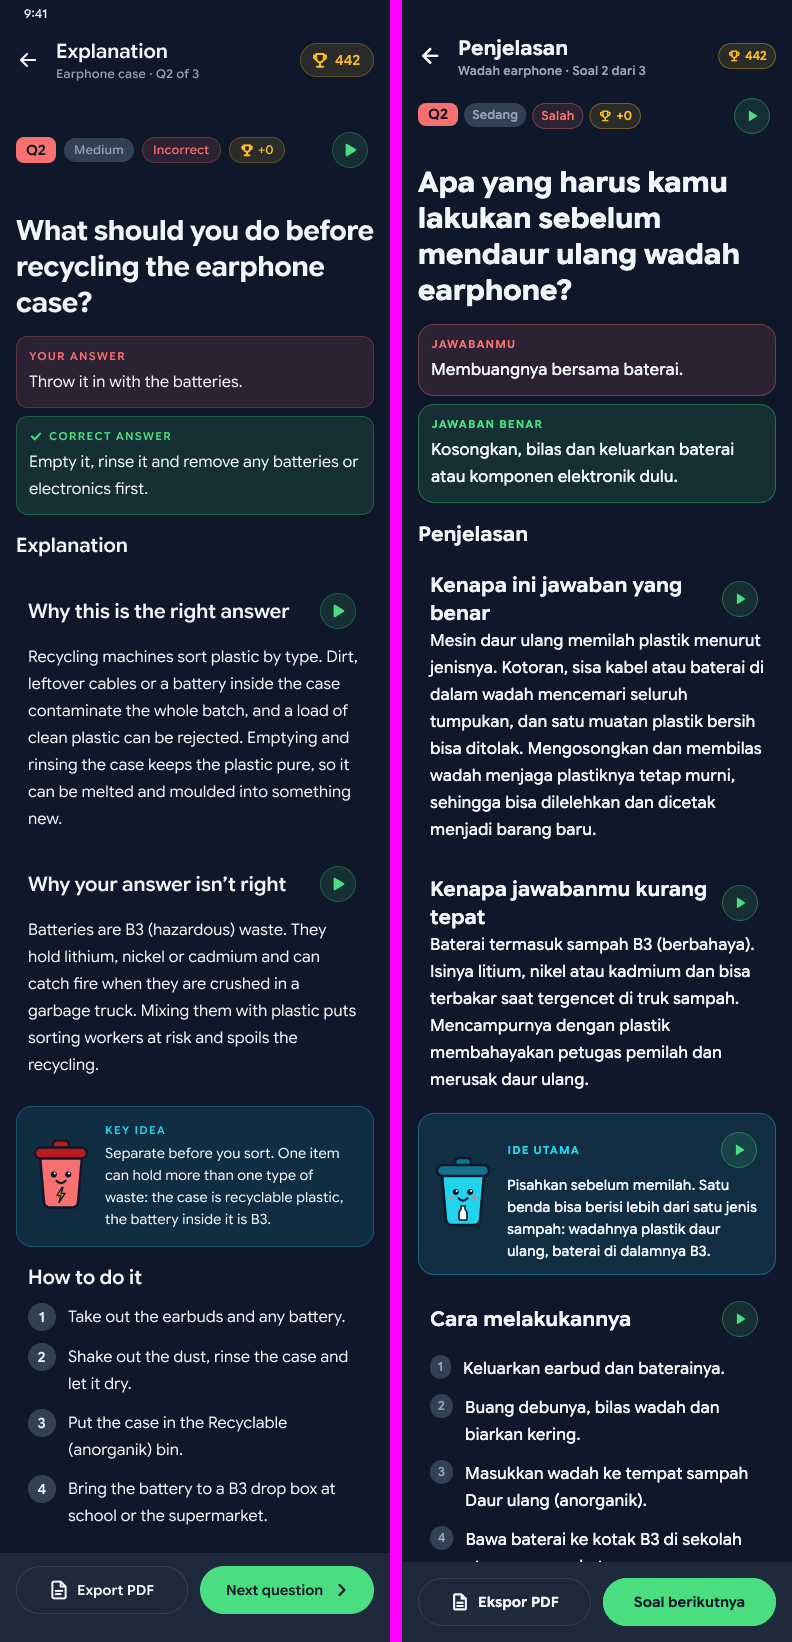 9:41
Explanation
Earphone case · Q2 of 3
442
Q2
Medium
Incorrect
+0
What should you do before
recycling the earphone
case?
YOUR ANSWER
Throw it in with the batteries.
CORRECT ANSWER
Empty it, rinse it and remove any batteries or
electronics first.
Explanation
Why this is the right answer
Recycling machines sort plastic by type. Dirt,
leftover cables or a battery inside the case
contaminate the whole batch, and a load of
clean plastic can be rejected. Emptying and
rinsing the case keeps the plastic pure, so it
can be melted and moulded into something
new.
Why your answer isn’t right
Batteries are B3 (hazardous) waste. They
hold lithium, nickel or cadmium and can
catch fire when they are crushed in a
garbage truck. Mixing them with plastic puts
sorting workers at risk and spoils the
recycling.
KEY IDEA
Separate before you sort. One item
can hold more than one type of
waste: the case is recyclable plastic,
the battery inside it is B3.
How to do it
1 Take out the earbuds and any battery.
2 Shake out the dust, rinse the case and
let it dry.
3 Put the case in the Recyclable
(anorganik) bin.
4 Bring the battery to a B3 drop box at
school or the supermarket.
Export PDF
Next question
Penjelasan
Wadah earphone · Soal 2 dari 3
442
Q2
Sedang
Salah
+0
Apa yang harus kamu
lakukan sebelum
mendaur ulang wadah
earphone?
JAWABANMU
Membuangnya bersama baterai.
JAWABAN BENAR
Kosongkan, bilas dan keluarkan baterai
atau komponen elektronik dulu.
Penjelasan
Kenapa ini jawaban yang
benar
Mesin daur ulang memilah plastik menurut
jenisnya. Kotoran, sisa kabel atau baterai di
dalam wadah mencemari seluruh
tumpukan, dan satu muatan plastik bersih
bisa ditolak. Mengosongkan dan membilas
wadah menjaga plastiknya tetap murni,
sehingga bisa dilelehkan dan dicetak
menjadi barang baru.
Kenapa jawabanmu kurang
tepat
Baterai termasuk sampah B3 (berbahaya).
Isinya litium, nikel atau kadmium dan bisa
terbakar saat tergencet di truk sampah.
Mencampurnya dengan plastik
membahayakan petugas pemilah dan
merusak daur ulang.
IDE UTAMA
Pisahkan sebelum memilah. Satu
benda bisa berisi lebih dari satu jenis
sampah: wadahnya plastik daur
ulang, baterai di dalamnya B3.
Cara melakukannya
1 Keluarkan earbud dan baterainya.
2 Buang debunya, bilas wadah dan
biarkan kering.
3 Masukkan wadah ke tempat sampah
Daur ulang (anorganik).
4 Bawa baterai ke kotak B3 di sekolah
Ekspor PDF
Soal berikutnya